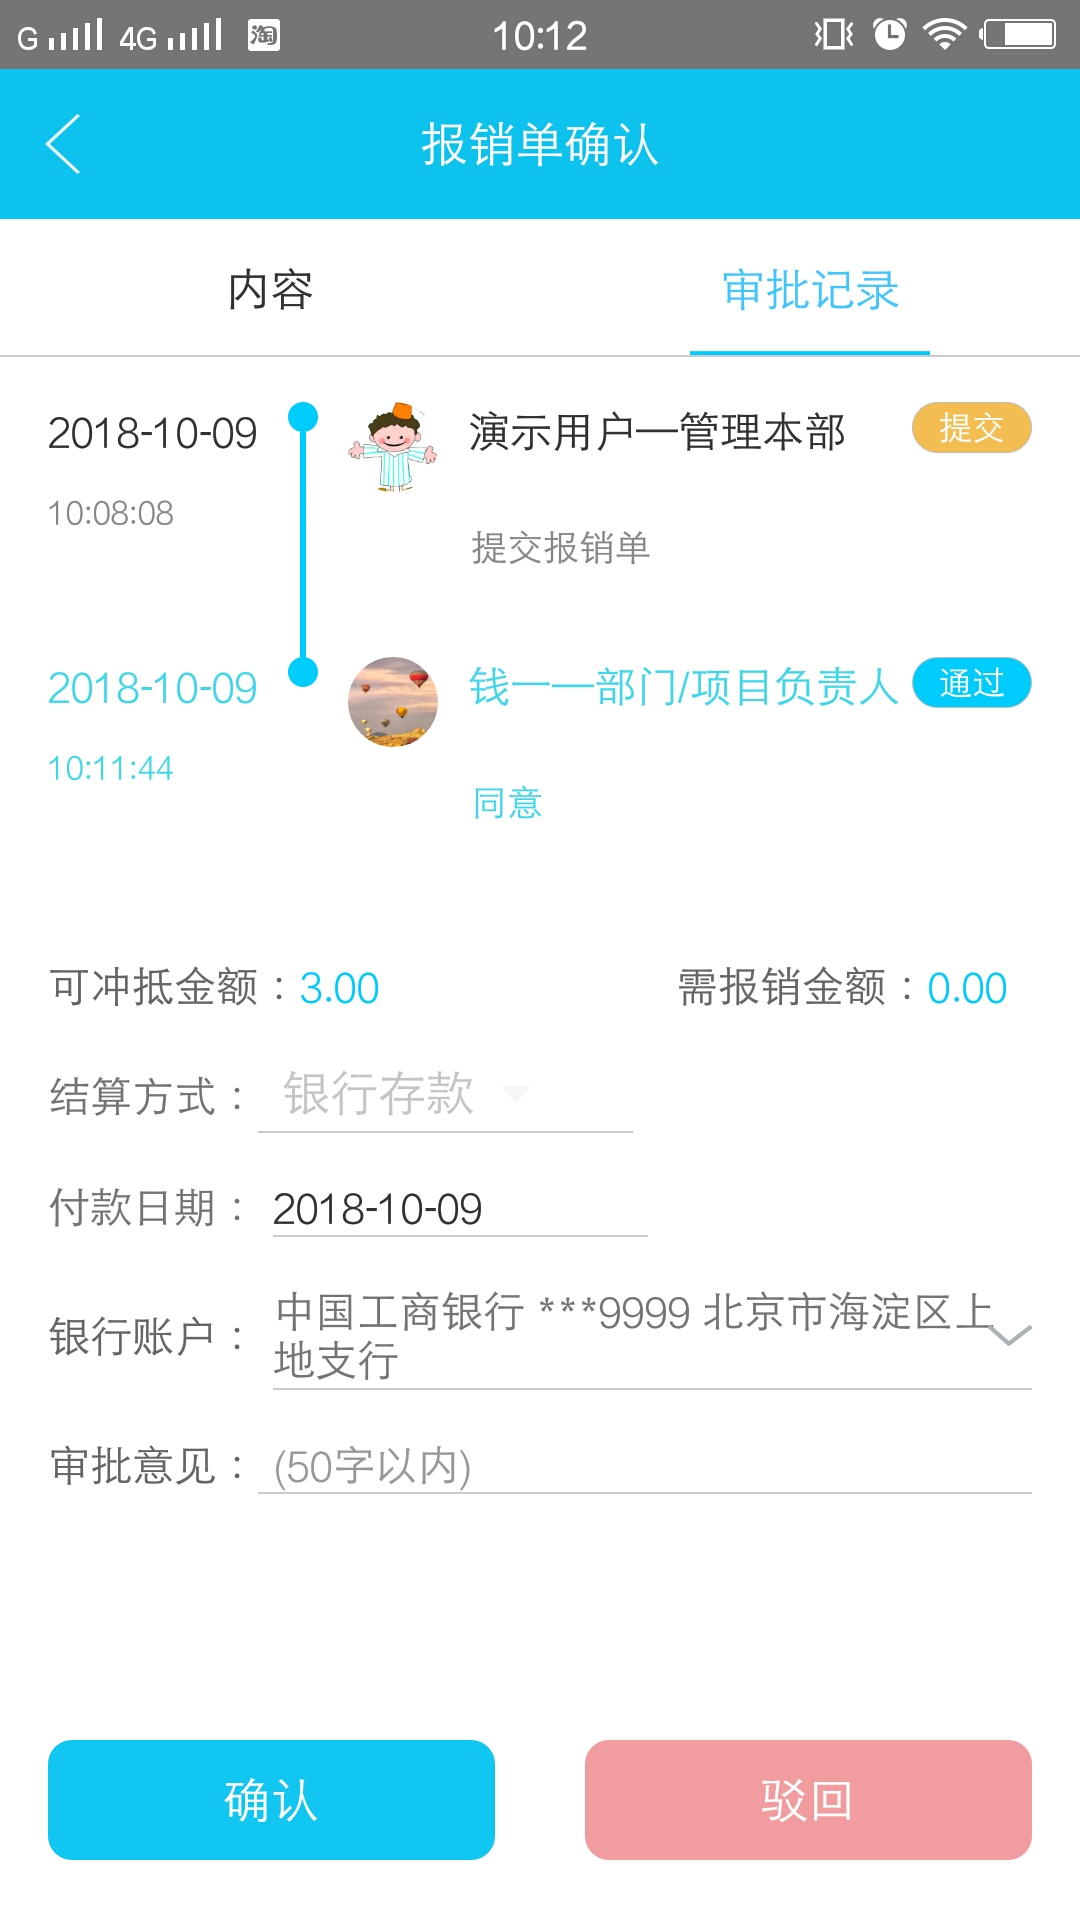 G 4G 淘 10:12
报销单确认
内容 审批记录
2018-10-09 演示用户—管理本部 提交
10:08:08
提交报销单
2018-10-09 钱一—部门/项目负责人 通过
10:11:44
同意
可冲抵金额：3.00 需报销金额：0.00
结算方式： 银行存款
付款日期： 2018-10-09
银行账户： 中国工商银行 ***9999 北京市海淀区上
地支行
审批意见： (50字以内)
确认 驳回